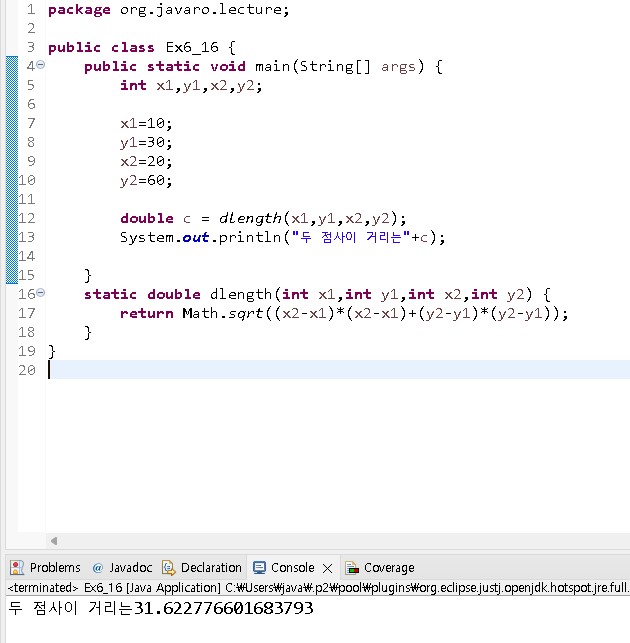 1 package org.javaro.lecture;
2
3 public class Ex6_16 {
4 public static void main(String[] args) {
5 int x1,y1,x2,y2;
6
7 x1=10;
8 y1=30;
9 x2=20;
10 y2=60;
11
12 double c = dlength(x1,y1,x2,y2);
13 System.out.println("두 점사이 거리는"+c);
14
15 }
16 static double dlength(int x1,int y1,int x2,int y2) {
17 return Math.sqrt((x2-x1)*(x2-x1)+(y2-y1)*(y2-y1));
18 }
19 }
20
Problems @ Javadoc Declaration Console Coverage
<terminated> Ex6_16 [Java Application] C:₩Users₩java₩.p2₩pool₩plugins₩org.eclipse.justj.openjdk.hotspot.jre.full.
두 점사이 거리는31.622776601683793